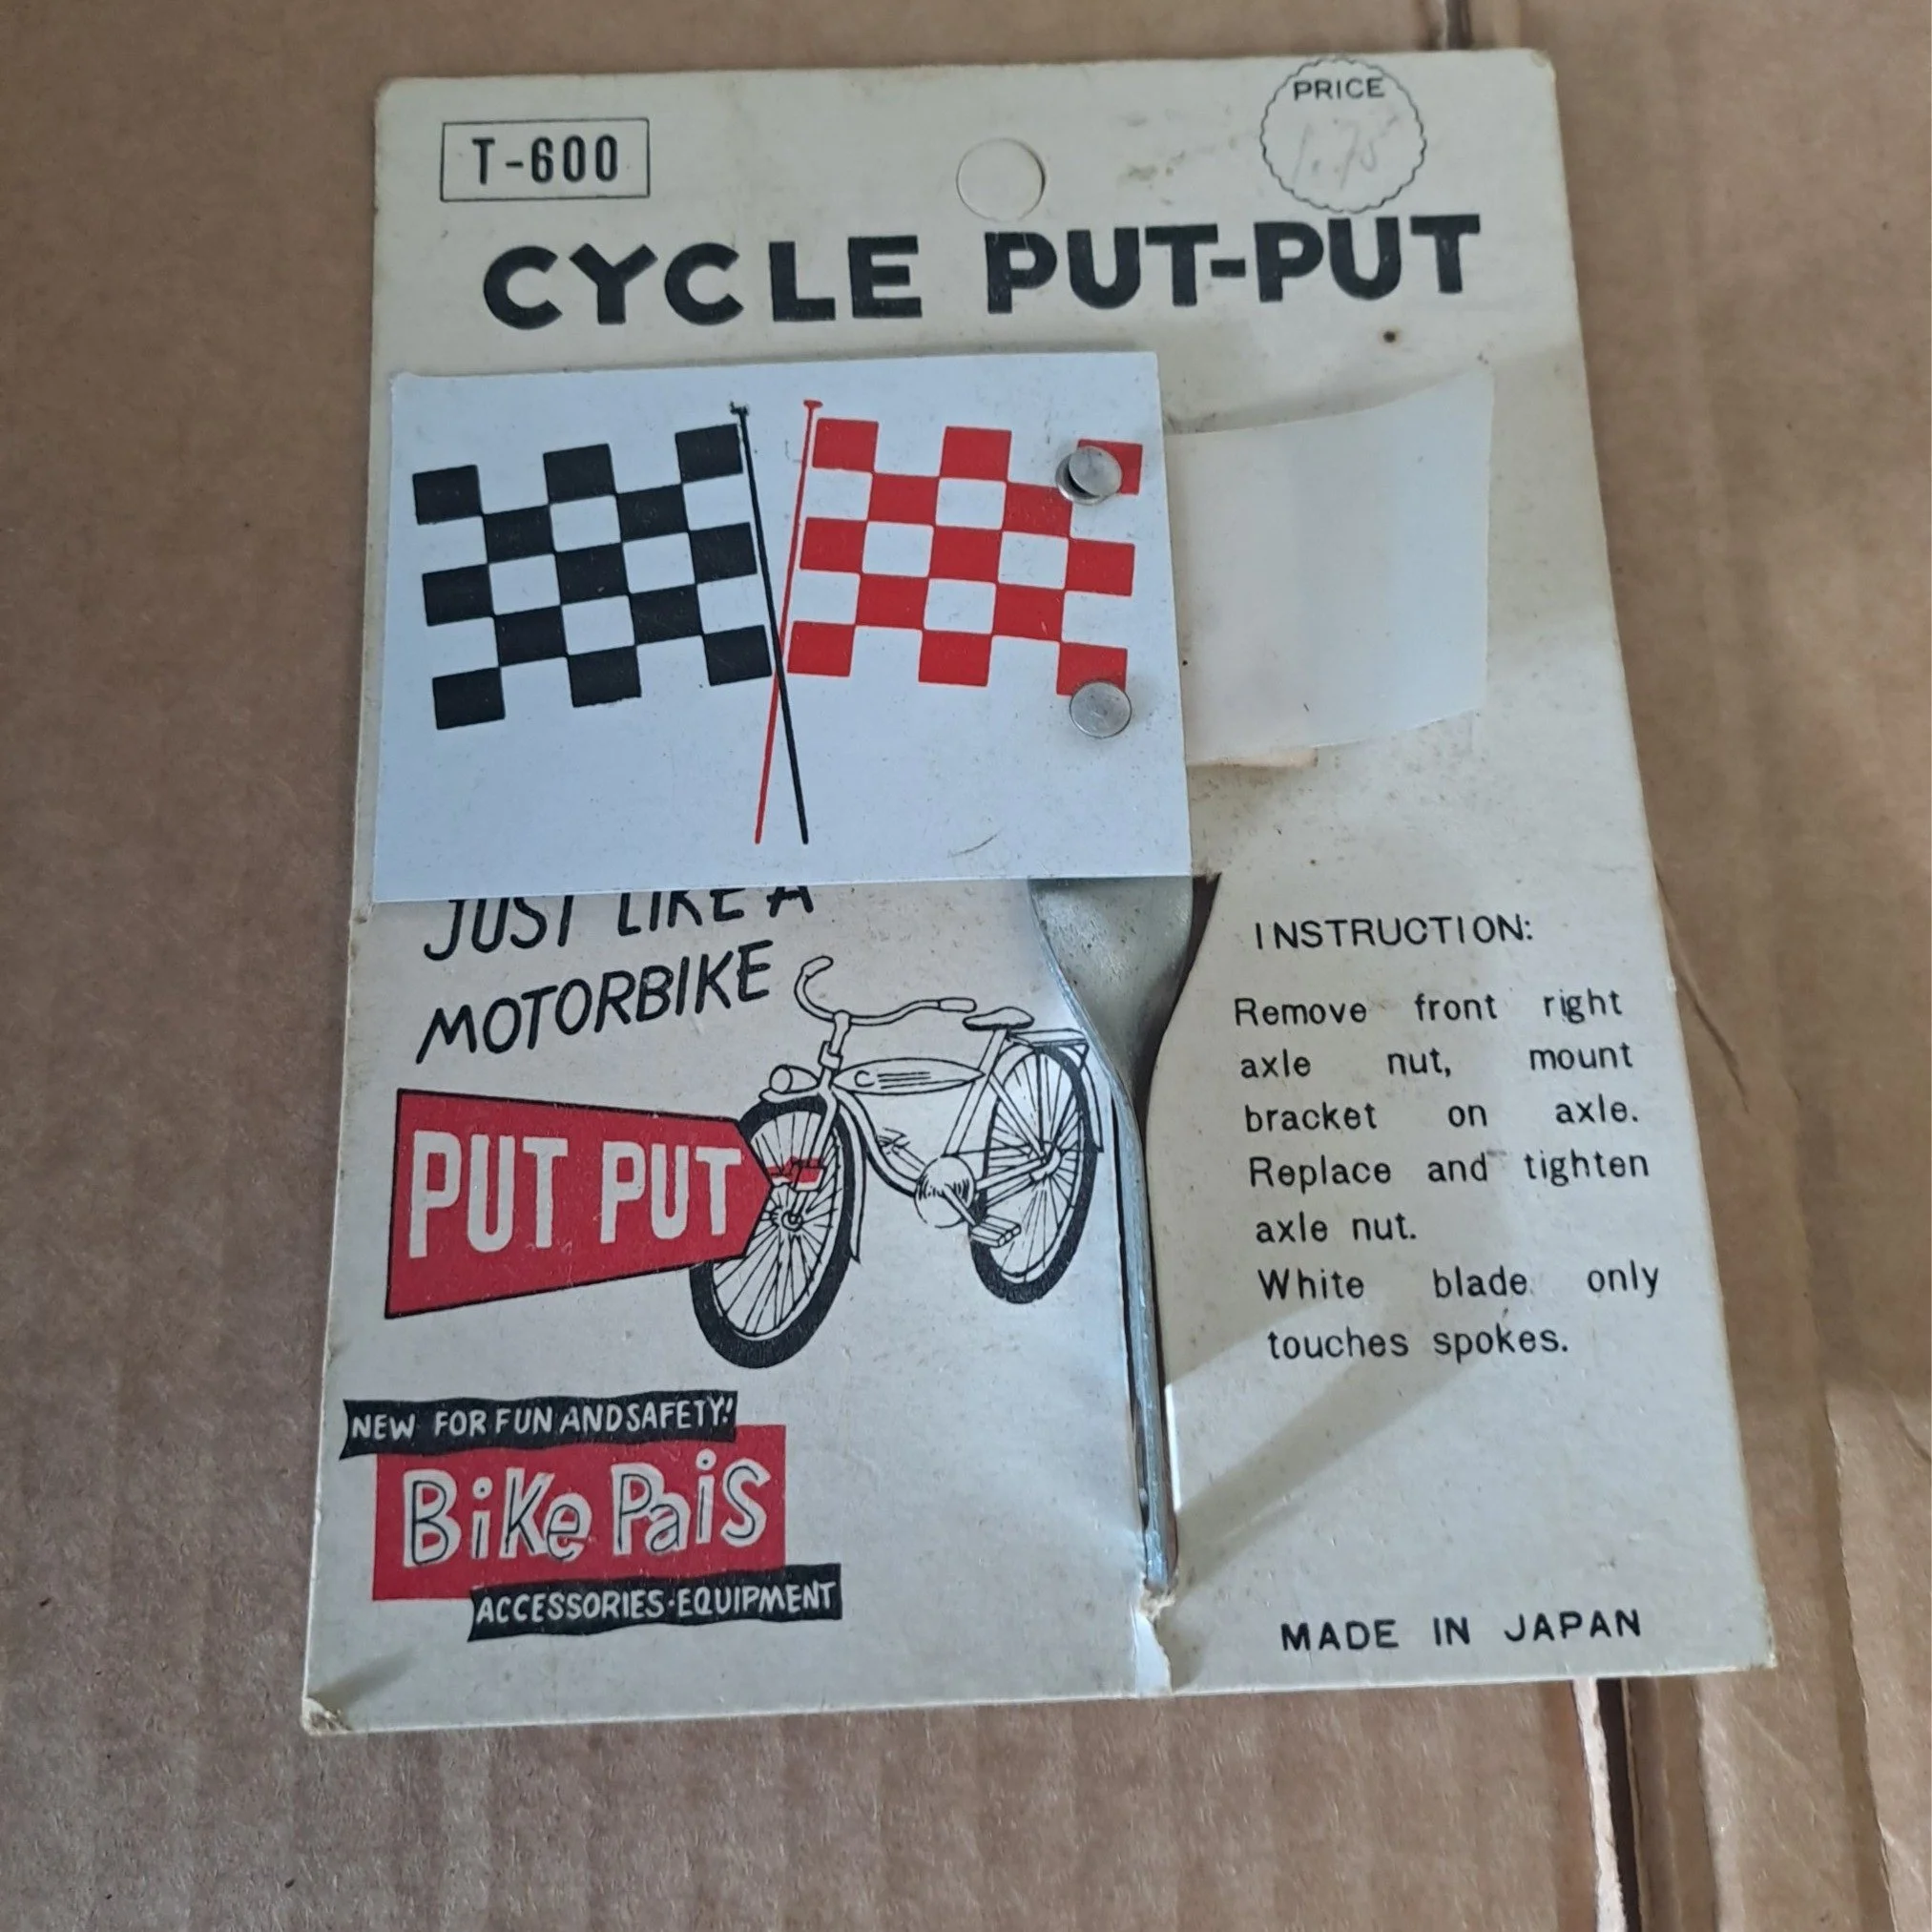 T-600
PRICE
1.75
CYCLE PUT-PUT
JUST LIKE A
MOTORBIKE
C
PUT PUT
NEW FOR FUN AND SAFETY!
Bike Pals
ACCESSORIES·EQUIPMENT
INSTRUCTION:
Remove front right
axle nut, mount
bracket on axle.
Replace and tighten
axle nut.
White blade only
touches spokes.
MADE IN JAPAN